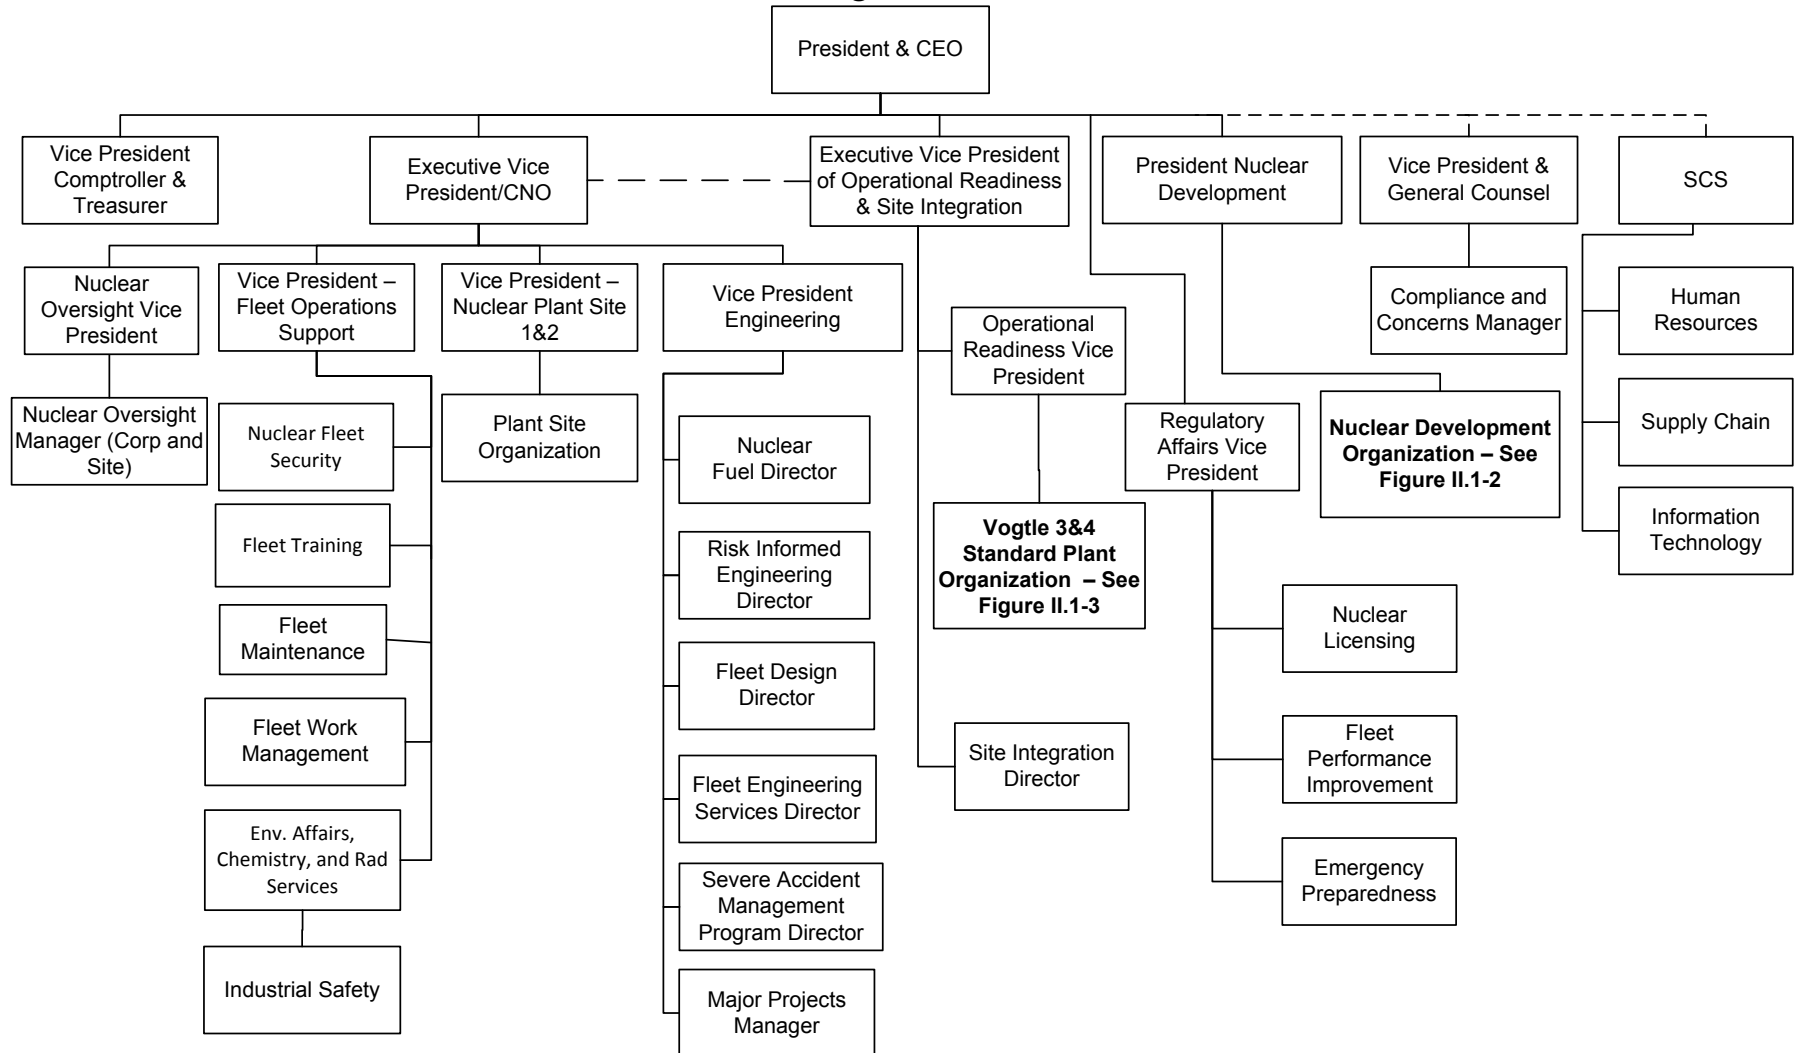 President & CEO
Vice President
Comptroller &
Treasurer
Executive Vice
President/CNO
Executive Vice President
of Operational Readiness
& Site Integration
President Nuclear
Development
Vice President &
General Counsel
SCS
Nuclear
Oversight Vice
President
Vice President –
Fleet Operations
Support
Vice President –
Nuclear Plant Site
1&2
Vice President
Engineering
Operational
Readiness Vice
President
Compliance and
Concerns Manager
Human
Resources
Nuclear Oversight
Manager (Corp and
Site)
Nuclear Fleet
Security
Plant Site
Organization
Nuclear
Fuel Director
Regulatory
Affairs Vice
President
Nuclear Development
Organization – See
Figure II.1-2
Supply Chain
Fleet Training
Risk Informed
Engineering
Director
Vogtle 3&4
Standard Plant
Organization – See
Figure II.1-3
Information
Technology
Fleet
Maintenance
Fleet Design
Director
Nuclear
Licensing
Fleet Work
Management
Fleet Engineering
Services Director
Site Integration
Director
Fleet
Performance
Improvement
Env. Affairs,
Chemistry, and Rad
Services
Severe Accident
Management
Program Director
Emergency
Preparedness
Industrial Safety
Major Projects
Manager